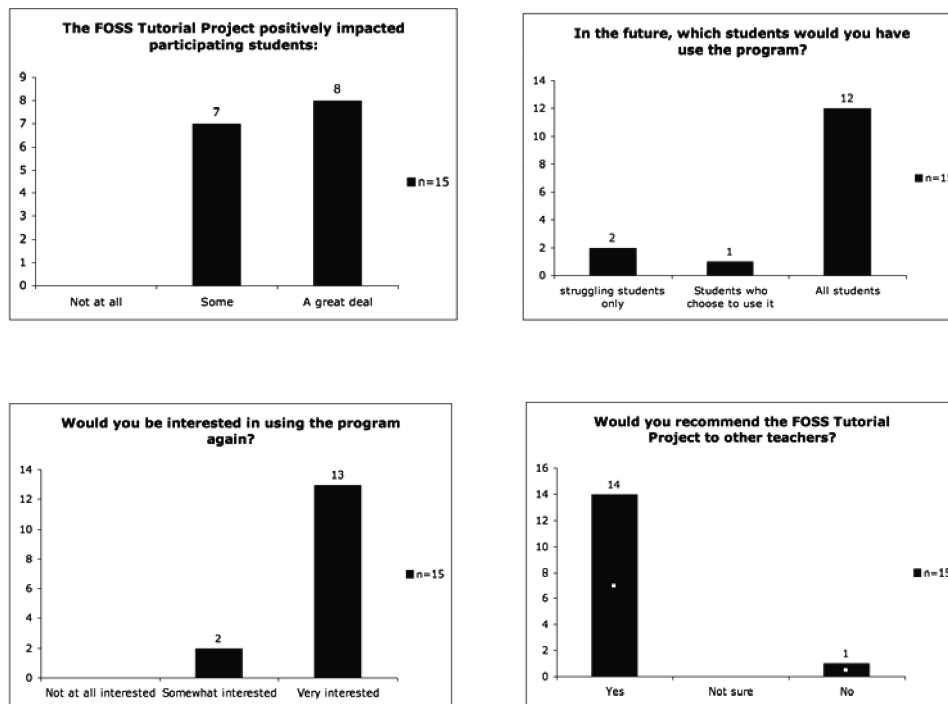 The FOSS Tutorial Project positively impacted
participating students:
9
8
7
6
5
4
3
2
1
0
7
8
Not at all
Some
A great deal
n=15
In the future, which students would you have
use the program?
14
12
10
8
6
4
2
0
2
1
12
struggling students
only
Students who
choose to use it
All students
n=15
Would you be interested in using the program
again?
14
12
10
8
6
4
2
0
2
13
Not at all interested
Somewhat interested
Very interested
n=15
Would you recommend the FOSS Tutorial
Project to other teachers?
16
14
12
10
8
6
4
2
0
14
1
Yes
Not sure
No
n=15